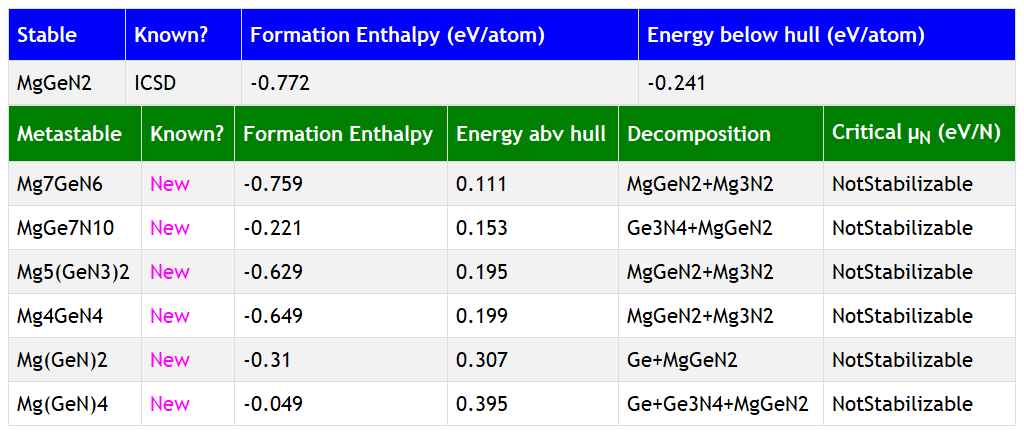 Stable Known? Formation Enthalpy (eV/atom) Energy below hull (eV/atom)
MgGeN2 ICSD -0.772 -0.241
Metastable Known? Formation Enthalpy Energy abv hull Decomposition Critical μN (eV/N)
Mg7GeN6 New -0.759 0.111 MgGeN2+Mg3N2 NotStabilizable
MgGe7N10 New -0.221 0.153 Ge3N4+MgGeN2 NotStabilizable
Mg5(GeN3)2 New -0.629 0.195 MgGeN2+Mg3N2 NotStabilizable
Mg4GeN4 New -0.649 0.199 MgGeN2+Mg3N2 NotStabilizable
Mg(GeN)2 New -0.31 0.307 Ge+MgGeN2 NotStabilizable
Mg(GeN)4 New -0.049 0.395 Ge+Ge3N4+MgGeN2 NotStabilizable